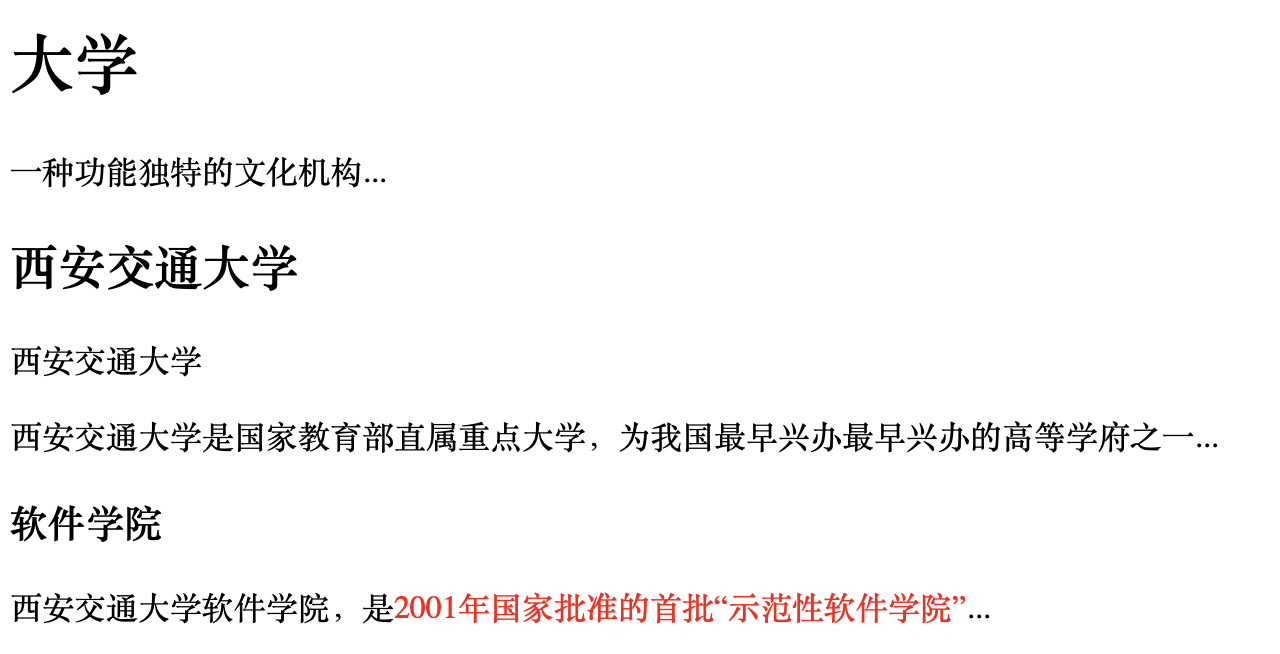 大学
一种功能独特的文化机构...
西安交通大学
西安交通大学
西安交通大学是国家教育部直属重点大学，为我国最早兴办最早兴办的高等学府之一...
软件学院
西安交通大学软件学院，是2001年国家批准的首批“示范性软件学院”...